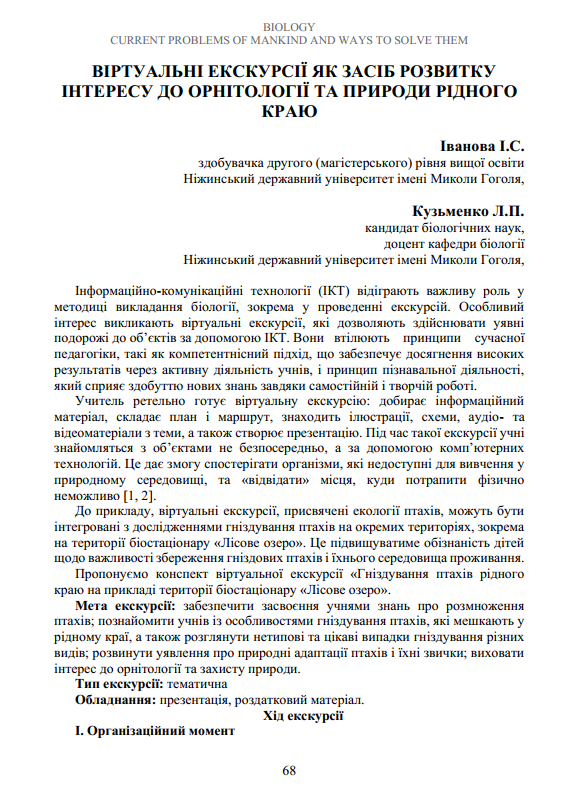 BIOLOGY
CURRENT PROBLEMS OF MANKIND AND WAYS TO SOLVE THEM
ВІРТУАЛЬНІ ЕКСКУРСІЇ ЯК ЗАСІБ РОЗВИТКУ
ІНТЕРЕСУ ДО ОРНІТОЛОГІЇ ТА ПРИРОДИ РІДНОГО
КРАЮ
Іванова І.С.
здобувачка другого (магістерського) рівня вищої освіти
Ніжинський державний університет імені Миколи Гоголя,
Кузьменко Л.П.
кандидат біологічних наук,
доцент кафедри біології
Ніжинський державний університет імені Миколи Гоголя,
Інформаційно-комунікаційні технології (ІКТ) відіграють важливу роль у
методиці викладання біології, зокрема у проведенні екскурсій. Особливий
інтерес викликають віртуальні екскурсії, які дозволяють здійснювати уявні
подорожі до об’єктів за допомогою ІКТ. Вони втілюють принципи сучасної
педагогіки, такі як компетентнісний підхід, що забезпечує досягнення високих
результатів через активну діяльність учнів, і принцип пізнавальної діяльності,
який сприяє здобуттю нових знань завдяки самостійній і творчій роботі.
Учитель ретельно готує віртуальну екскурсію: добирає інформаційний
матеріал, складає план і маршрут, знаходить ілюстрації, схеми, аудіо- та
відеоматеріали з теми, а також створює презентацію. Під час такої екскурсії учні
знайомляться з об’єктами не безпосередньо, а за допомогою комп’ютерних
технологій. Це дає змогу спостерігати організми, які недоступні для вивчення у
природному середовищі, та «відвідати» місця, куди потрапити фізично
неможливо [1, 2].
До прикладу, віртуальні екскурсії, присвячені екології птахів, можуть бути
інтегровані з дослідженнями гніздування птахів на окремих територіях, зокрема
на території біостаціонару «Лісове озеро». Це підвищуватиме обізнаність дітей
щодо важливості збереження гніздових птахів і їхнього середовища проживання.
Пропонуємо конспект віртуальної екскурсії «Гніздування птахів рідного
краю на прикладі території біостаціонару «Лісове озеро».
Мета екскурсії: забезпечити засвоєння учнями знань про розмноження
птахів; познайомити учнів із особливостями гніздування птахів, які мешкають у
рідному краї, а також розглянути нетипові та цікаві випадки гніздування різних
видів; розвинути уявлення про природні адаптації птахів і їхні звички; виховати
інтерес до орнітології та захисту природи.
Тип екскурсії: тематична
Обладнання: презентація, роздатковий матеріал.
Хід екскурсії
І. Організаційний момент
68